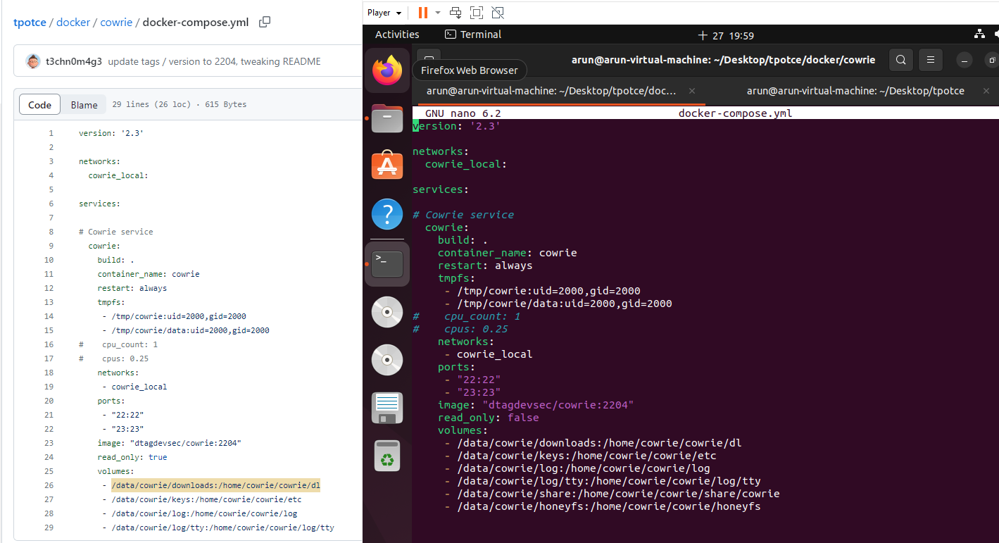 tpotce / docker / cowrie / docker-compose.yml
t3chn0m4g3 update tags / version to 2204, tweaking README
Code Blame 29 lines (26 loc) · 615 Bytes
1 version: '2.3'
2
3 networks:
4 cowrie_local:
5
6 services:
7
8 # Cowrie service
9 cowrie:
10 build: .
11 container_name: cowrie
12 restart: always
13 tmpfs:
14 - /tmp/cowrie:uid=2000,gid=2000
15 - /tmp/cowrie/data:uid=2000,gid=2000
16 # cpu_count: 1
17 # cpus: 0.25
18 networks:
19 - cowrie_local
20 ports:
21 - "22:22"
22 - "23:23"
23 image: "dtagdevsec/cowrie:2204"
24 read_only: true
25 volumes:
26 - /data/cowrie/downloads:/home/cowrie/cowrie/dl
27 - /data/cowrie/keys:/home/cowrie/cowrie/etc
28 - /data/cowrie/log:/home/cowrie/cowrie/log
29 - /data/cowrie/log/tty:/home/cowrie/cowrie/log/tty
Player
Activities Terminal 27 19:59
arun@arun-virtual-machine: ~/Desktop/tpotce/docker/cowrie
Firefox Web Browser
arun@arun-virtual-machine: ~/Desktop/tpotce/doc... × arun@arun-virtual-machine: ~/Desktop/tpotce ×
GNU nano 6.2 docker-compose.yml
version: '2.3'
networks:
cowrie_local:
services:
# Cowrie service
cowrie:
build: .
container_name: cowrie
restart: always
tmpfs:
- /tmp/cowrie:uid=2000,gid=2000
- /tmp/cowrie/data:uid=2000,gid=2000
# cpu_count: 1
# cpus: 0.25
networks:
- cowrie_local
ports:
- "22:22"
- "23:23"
image: "dtagdevsec/cowrie:2204"
read_only: false
volumes:
- /data/cowrie/downloads:/home/cowrie/cowrie/dl
- /data/cowrie/keys:/home/cowrie/cowrie/etc
- /data/cowrie/log:/home/cowrie/cowrie/log
- /data/cowrie/log/tty:/home/cowrie/cowrie/log/tty
- /data/cowrie/share:/home/cowrie/cowrie/share/cowrie
- /data/cowrie/honeyfs:/home/cowrie/cowrie/honeyfs